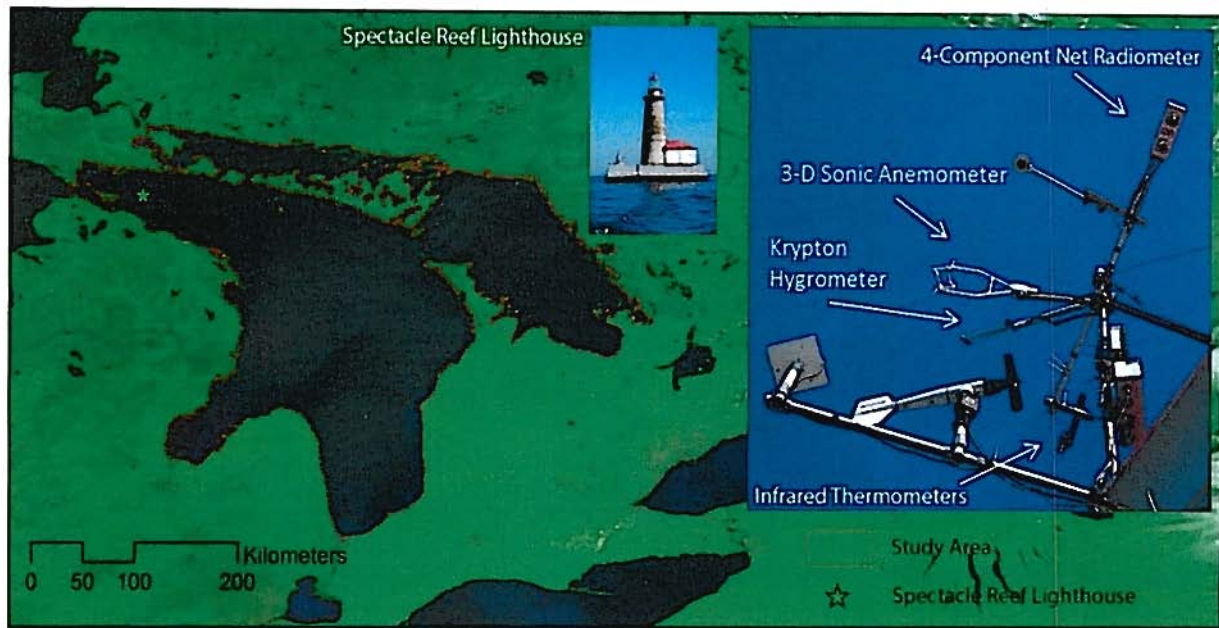 Spectacle Reef Lighthouse
4-Component Net Radiometer
3-D Sonic Anemometer
Krypton
Hygrometer
Infrared Thermometers
Kilometers
0 50 100 200
Study Area
Spectacle Reef Lighthouse